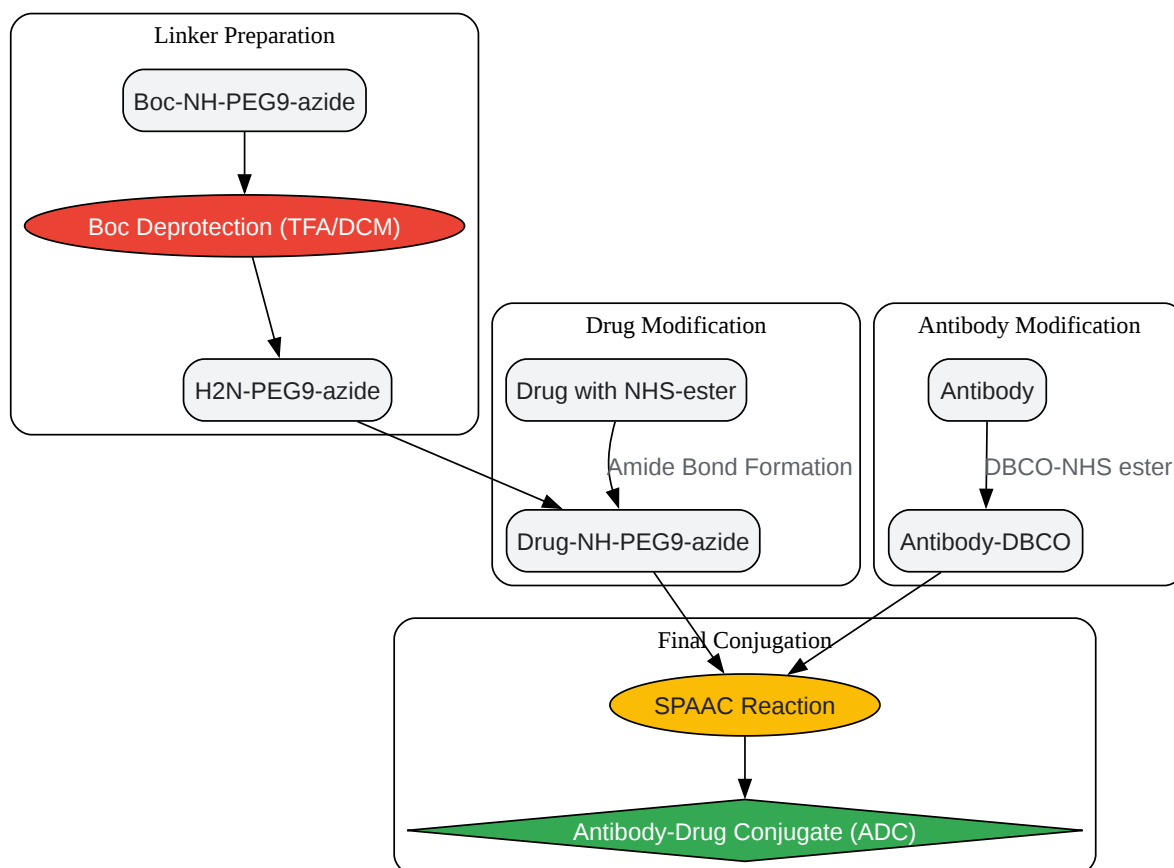 Linker Preparation
Boc-NH-PEG9-azide
Boc Deprotection (TFA/DCM)
H2N-PEG9-azide
Drug Modification
Drug with NHS-ester
Amide Bond Formation
Drug-NH-PEG9-azide
Antibody Modification
Antibody
DBCO-NHS ester
Antibody-DBCO
Final Conjugation
SPAAC Reaction
Antibody-Drug Conjugate (ADC)